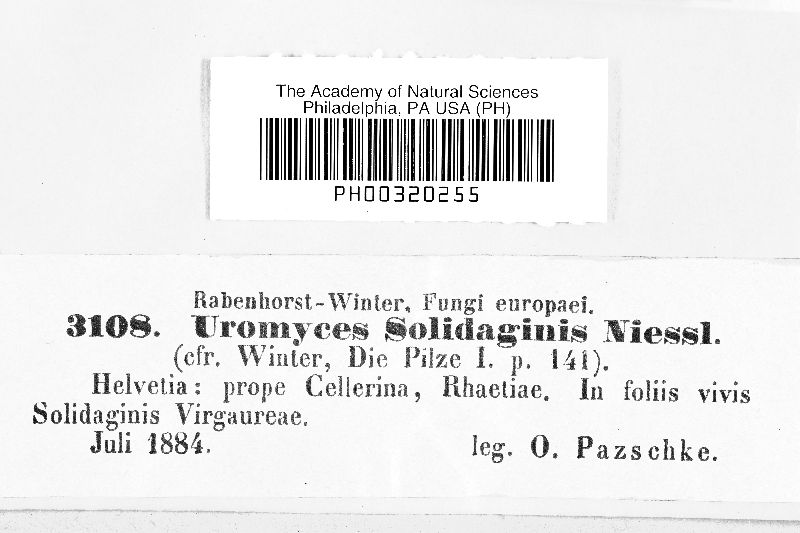 The Academy of Natural Sciences
Philadelphia, PA USA (PH)
PH00320255
Rabenhorst-Winter, Fungi europaei.
3108. Uromyces Solidaginis Niessl.
(cfr. Winter, Die Pilze I. p. 141).
Helvetia: prope Cellerina, Rhaetiae. In foliis vivis
Solidaginis Virgaureae.
Juli 1884. leg. O. Pazschke.